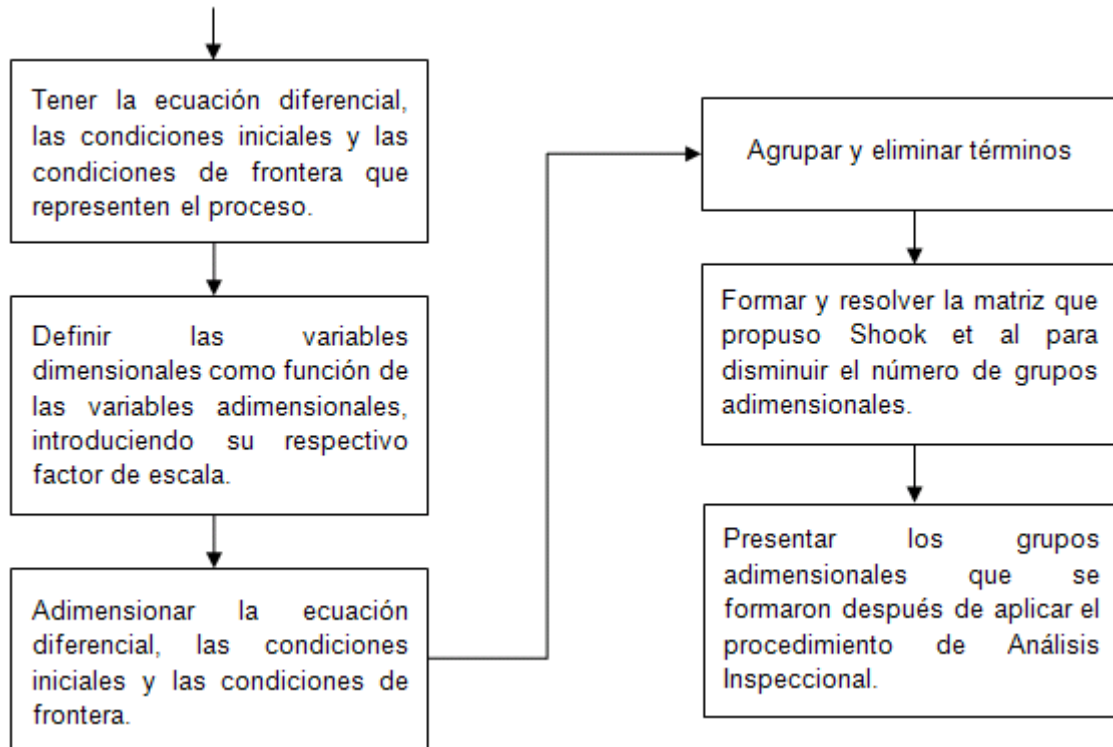 Tener la ecuación diferencial,
las condiciones iniciales y las
condiciones de frontera que
representen el proceso.
Definir las variables
dimensionales como función de
las variables adimensionales,
introduciendo su respectivo
factor de escala.
Adimensionar la ecuación
diferencial, las condiciones
iniciales y las condiciones de
frontera.
Agrupar y eliminar términos
Formar y resolver la matriz que
propuso Shook et al para
disminuir el número de grupos
adimensionales.
Presentar los grupos
adimensionales que se
formaron después de aplicar el
procedimiento de Análisis
Inspeccional.